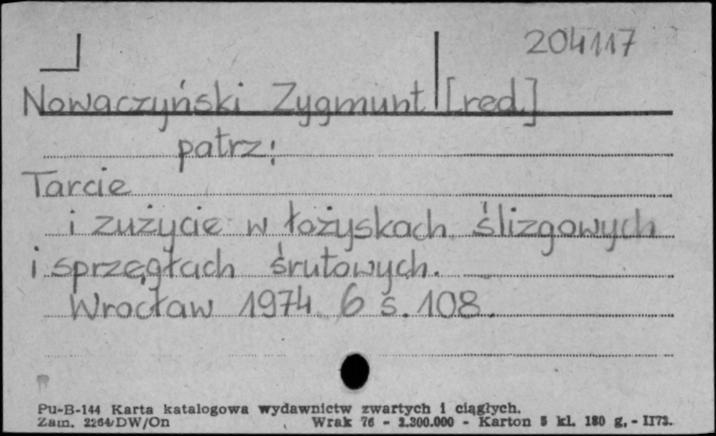 204117
Nowaczyński Zygmunt [red.]
patrz:
Tarcie
i zużycie w łożyskach ślizgowych
i sprzęgłach śrutowych.
Wrocław 1974. 6 s. 108.
Pu-B-144 Karta katalogowa wydawnictw zwartych i ciągłych.
Zam. 2264/DW/On Wrak 76 - 2.300.000 - Karton 5 kl. 180 g. - II73.